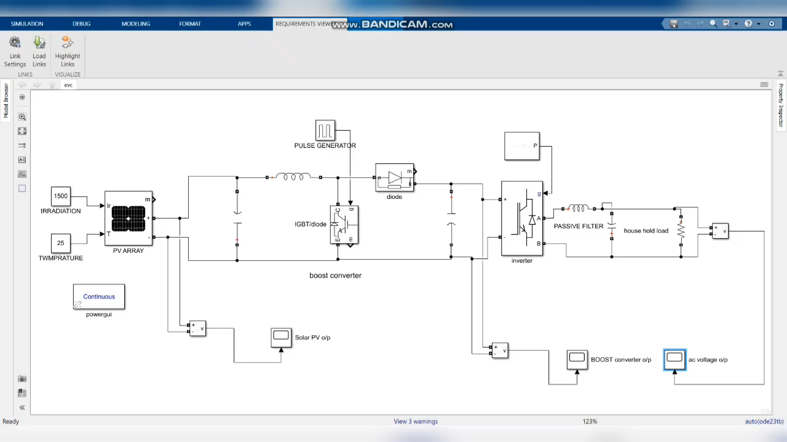 SIMULATION
DEBUG
MODELING
FORMAT
APPS
REQUIREMENTS VIEW
WWW.BANDICAM.COM
Link
Settings
Load
Links
Highlight
Links
LINKS
VISUALIZE
evc
Model Browser
Property Inspector
PULSE GENERATOR
P
diode
m
1500
IRRADIATION
Ir
m
+
25
TWMPRATURE
T
-
PV ARRAY
IGBT/diode
C
g
E
m
boost converter
+
g
A
-
B
inverter
PASSIVE FILTER
house hold load
+
-
v
Continuous
powergui
+
-
v
Solar PV o/p
+
-
v
BOOST converter o/p
ac voltage o/p
Ready
View 3 warnings
123%
auto(ode23tb)